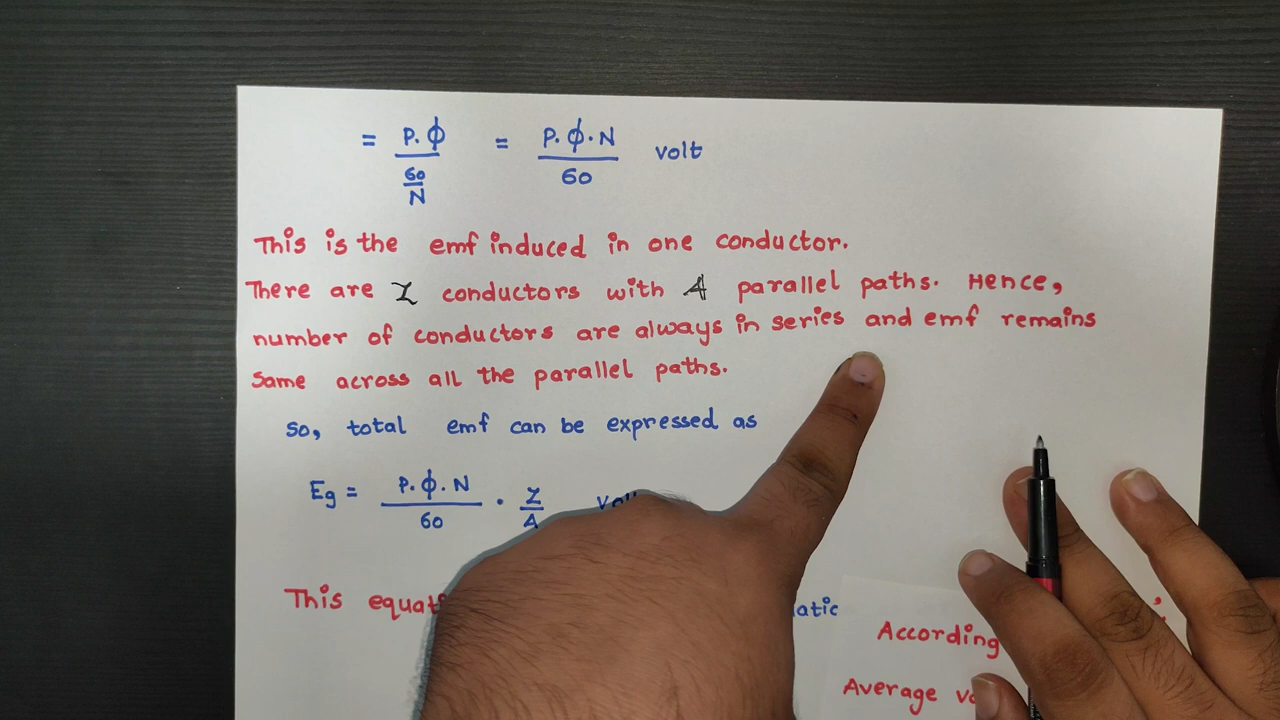 = P.ϕ / (60/N) = P.ϕ.N / 60 volt
This is the emf induced in one conductor.
There are Z conductors with A parallel paths. Hence,
number of conductors are always in series and emf remains
same across all the parallel paths.
So, total emf can be expressed as
Eg = P.ϕ.N / 60 . Z / A
This
According
Average